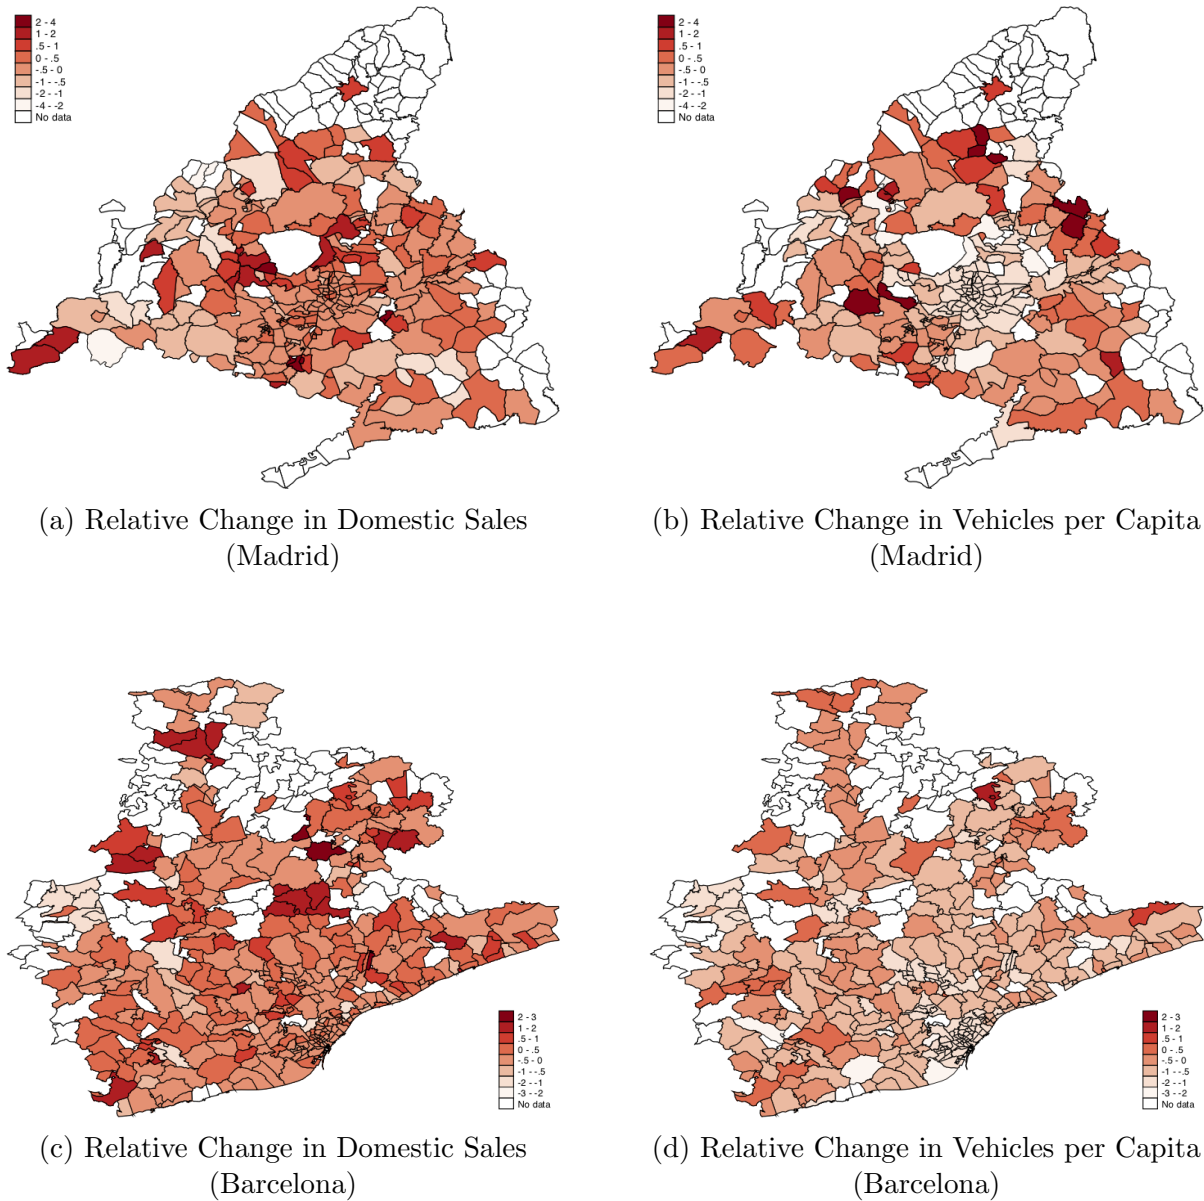 2 - 4
1 - 2
.5 - 1
0 - .5
-.5 - 0
-1 - -.5
-2 - -1
-4 - -2
No data
2 - 4
1 - 2
.5 - 1
0 - .5
-.5 - 0
-1 - -.5
-2 - -1
-4 - -2
No data
(a) Relative Change in Domestic Sales
(Madrid)
(b) Relative Change in Vehicles per Capita
(Madrid)
2 - 3
1 - 2
.5 - 1
0 - .5
-.5 - 0
-1 - -.5
-2 - -1
-3 - -2
No data
2 - 3
1 - 2
.5 - 1
0 - .5
-.5 - 0
-1 - -.5
-2 - -1
-3 - -2
No data
(c) Relative Change in Domestic Sales
(Barcelona)
(d) Relative Change in Vehicles per Capita
(Barcelona)